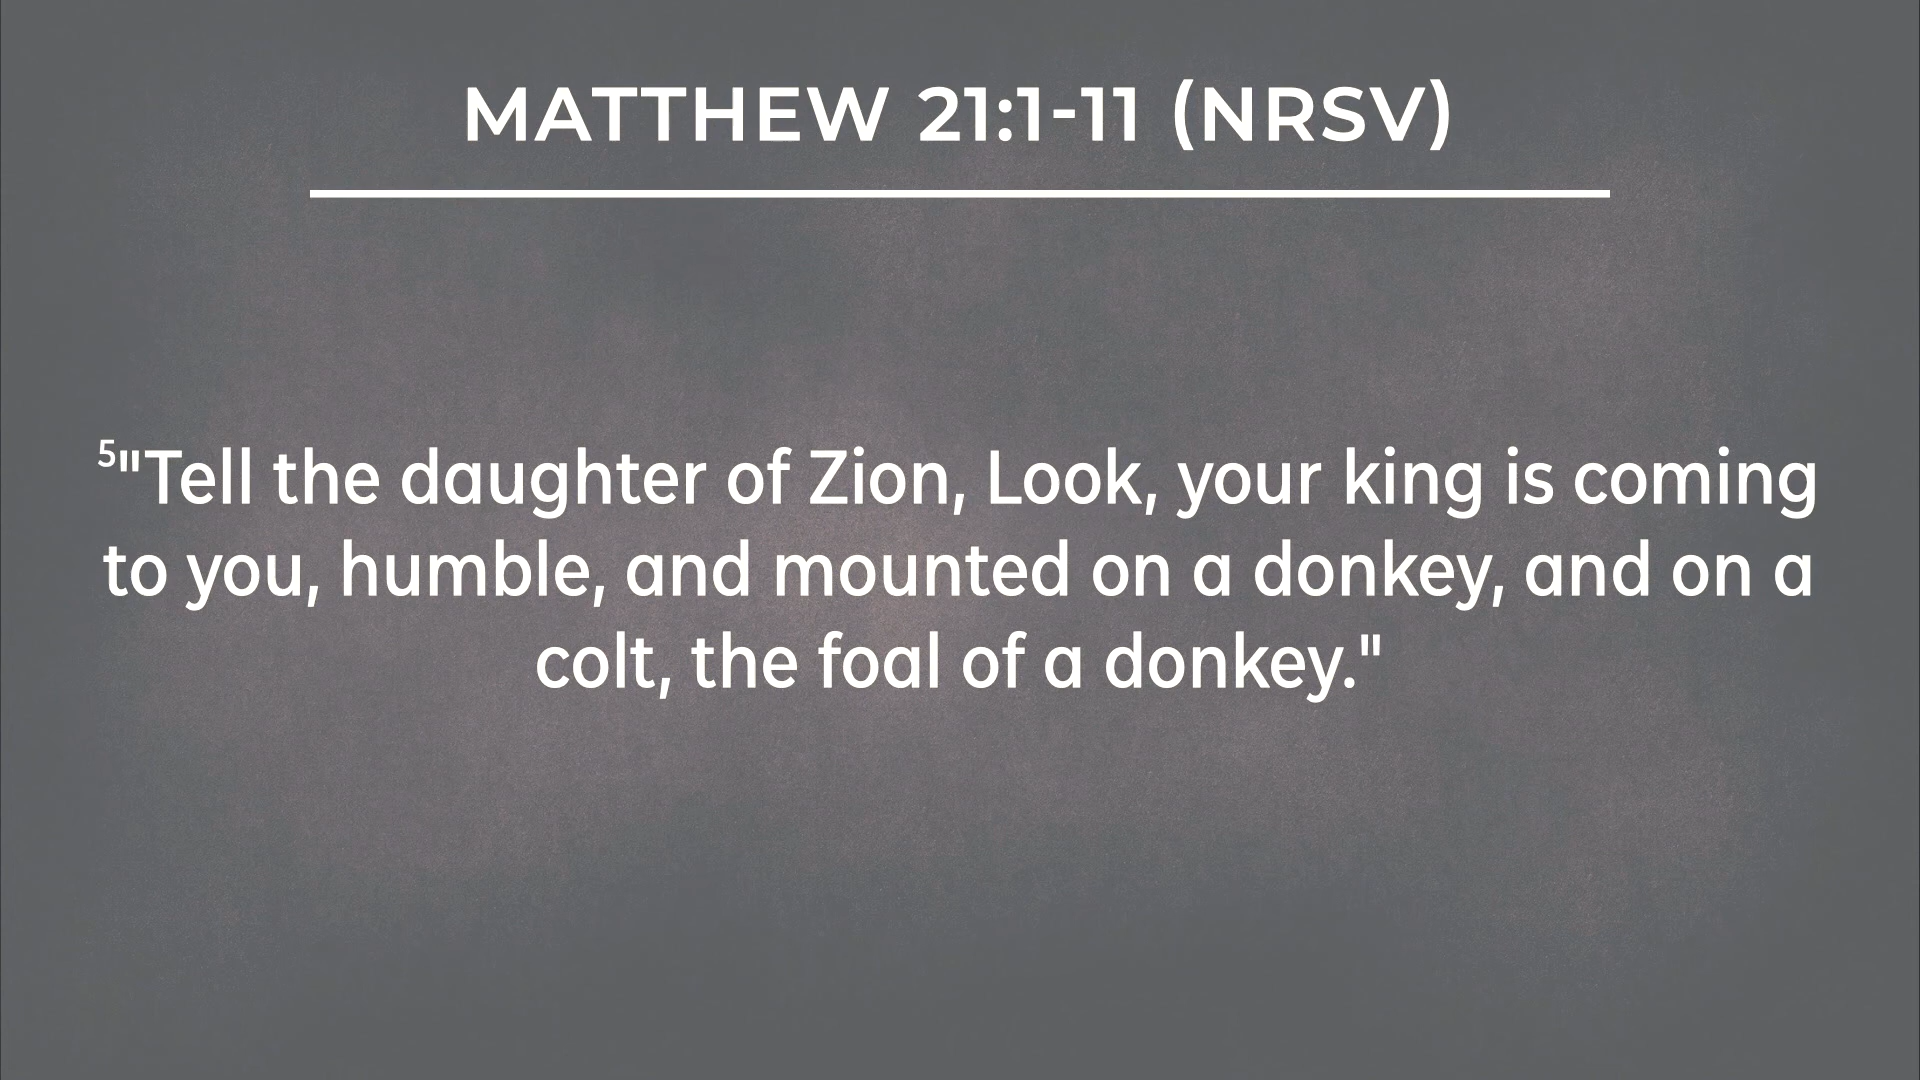 MATTHEW 21:1-11 (NRSV)
5"Tell the daughter of Zion, Look, your king is coming
to you, humble, and mounted on a donkey, and on a
colt, the foal of a donkey."